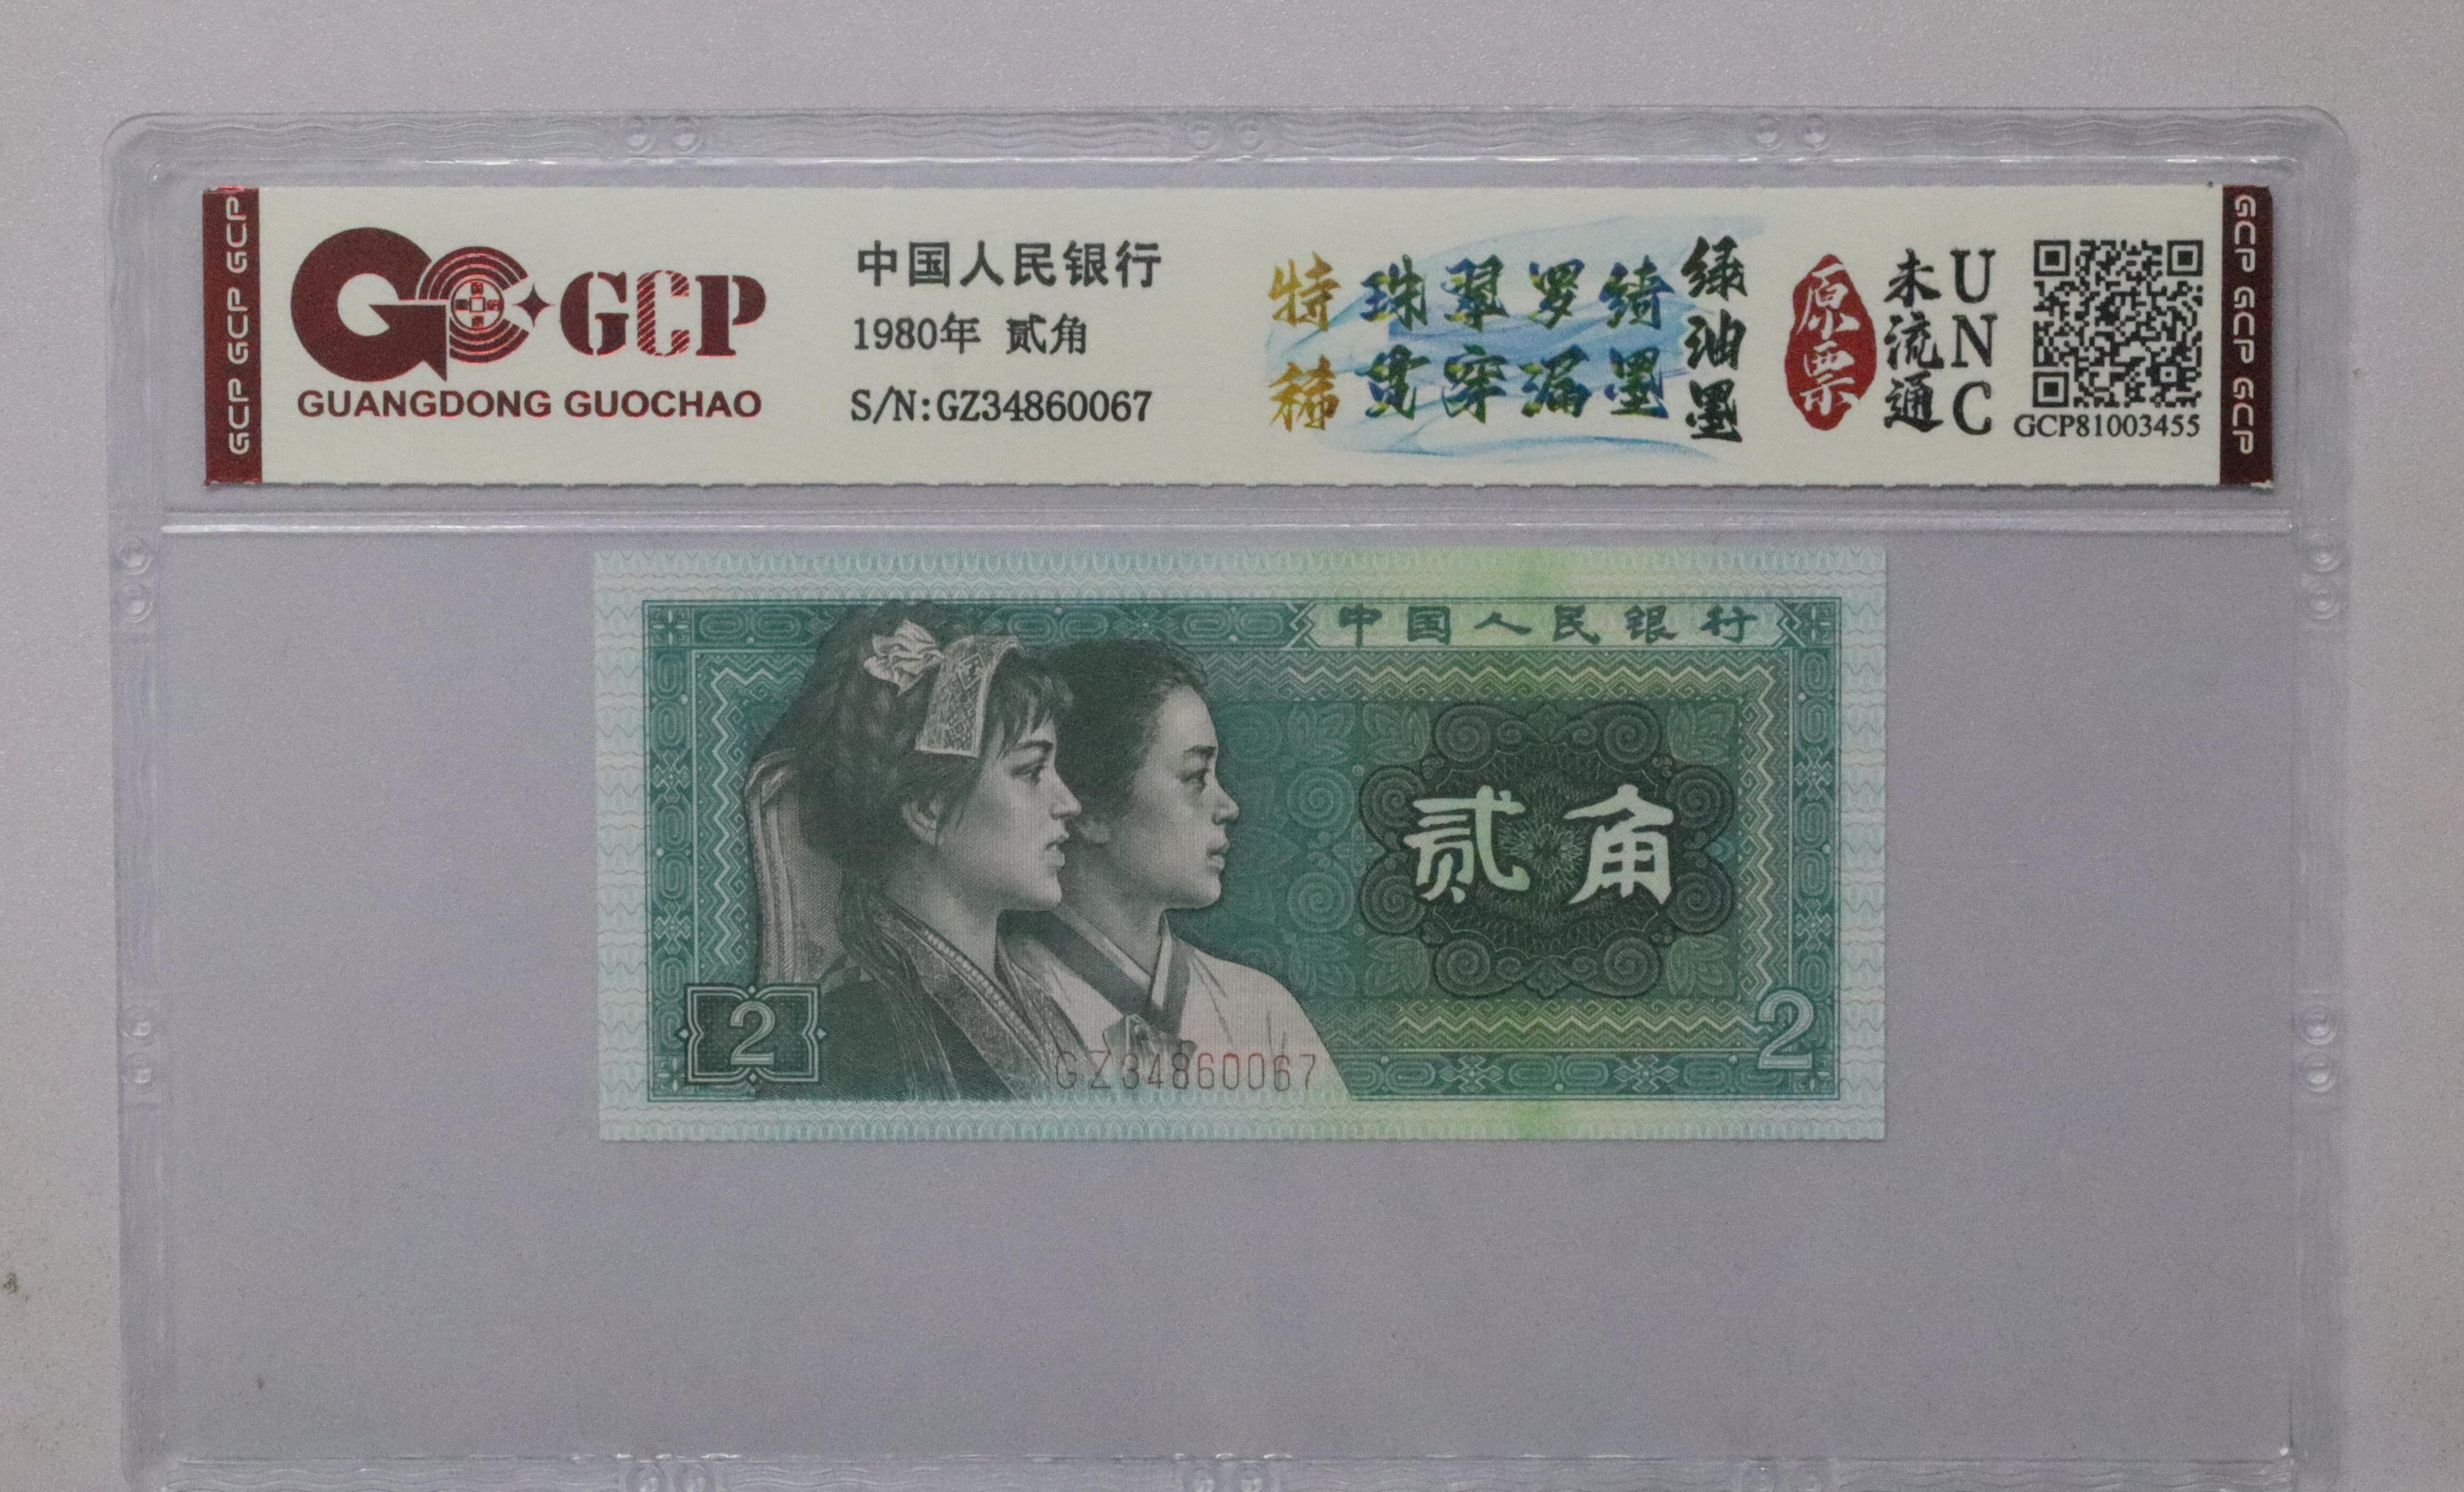 GCP GCP GCP
GCP
GUANGDONG GUOCHAO
中国人民银行
1980年 贰角
S/N:GZ34860067
特稀
珠翠罗绮
贯穿漏墨
绿油墨
原票
未流通
UNC
GCP81003455
GCP GCP GCP
中国人民银行
贰角
2
2
GZ34860067